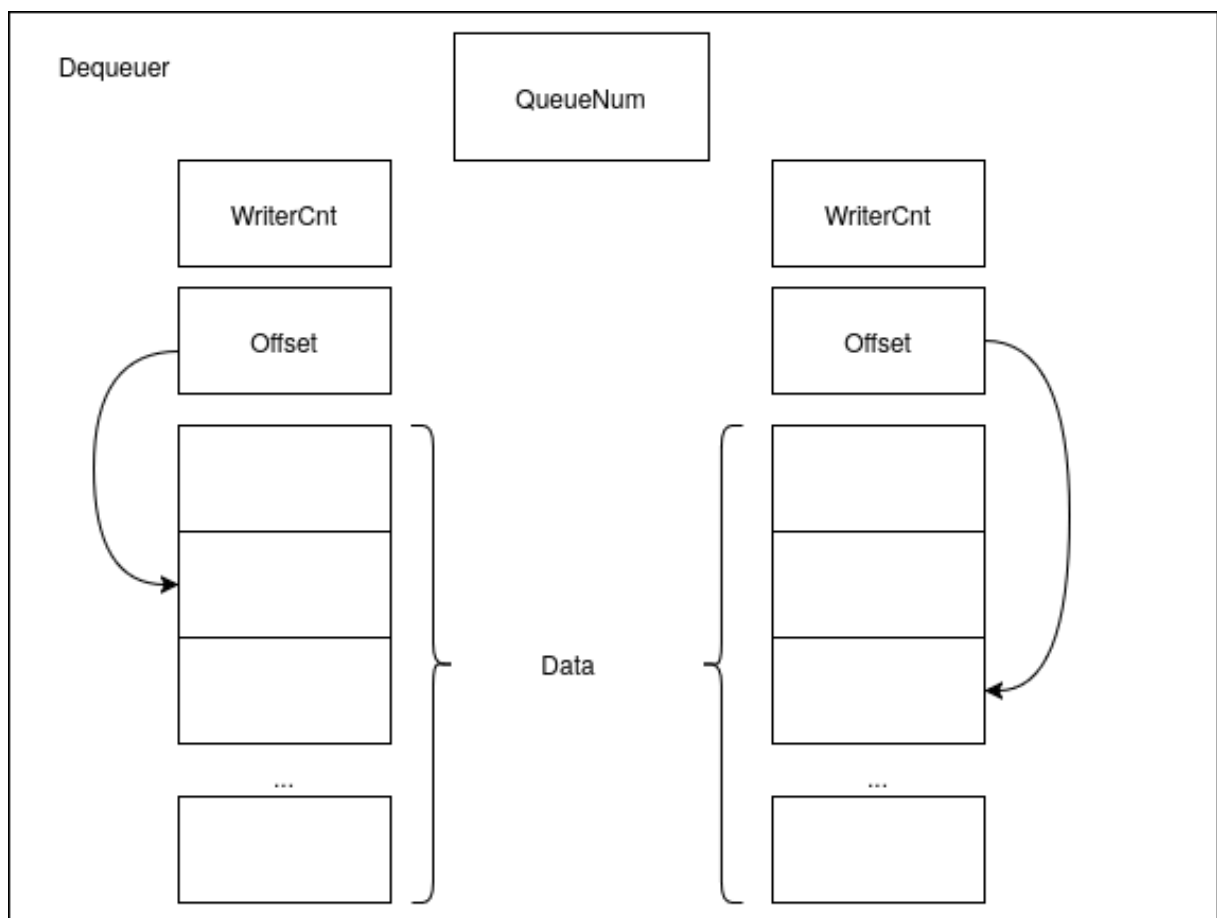 Dequeuer
QueueNum
WriterCnt
WriterCnt
Offset
Offset
Data
...
...